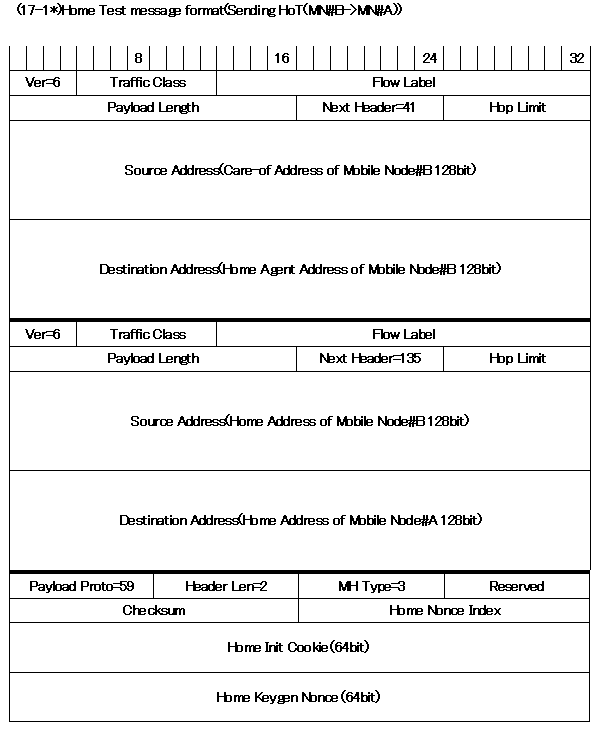 (17-1*)Home Test message format(Sending HoT(MN#B->MN#A))
8 16 24 32
Ver=6 Traffic Class Flow Label
Payload Length Next Header=41 Hop Limit
Source Address(Care-of Address of Mobile Node#B 128bit)
Destination Address(Home Agent Address of Mobile Node#B 128bit)
Ver=6 Traffic Class Flow Label
Payload Length Next Header=135 Hop Limit
Source Address(Home Address of Mobile Node#B 128bit)
Destination Address(Home Address of Mobile Node#A 128bit)
Payload Proto=59 Header Len=2 MH Type=3 Reserved
Checksum Home Nonce Index
Home Init Cookie(64bit)
Home Keygen Nonce(64bit)